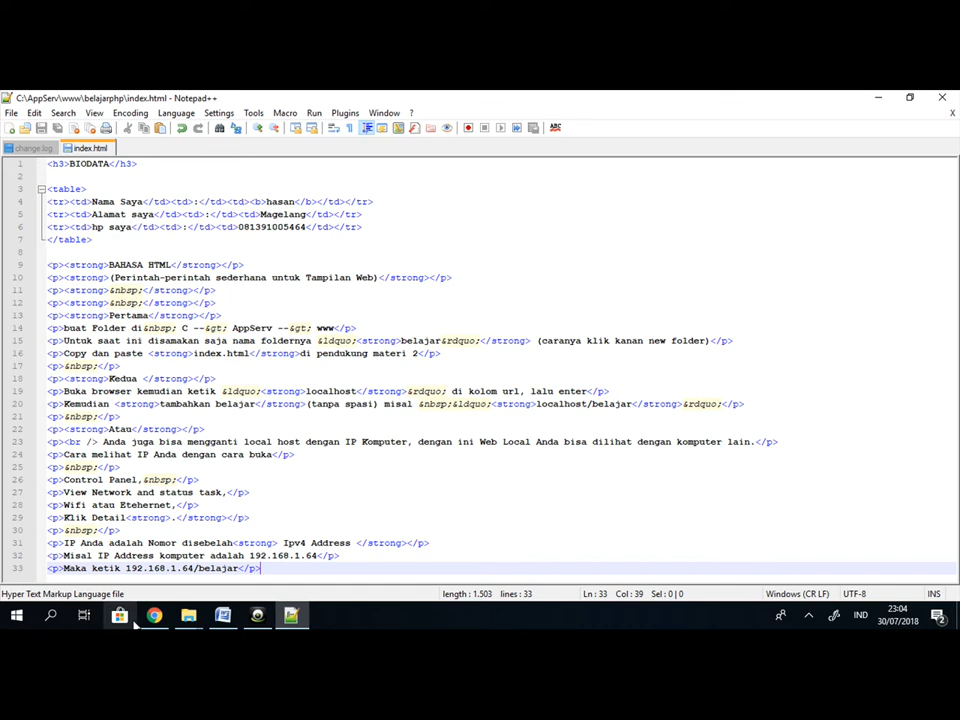 C:\AppServ\www\belajarphp\index.html - Notepad++
File Edit Search View Encoding Language Settings Tools Macro Run Plugins Window ? X
change.log index.html
1 <h3>BIODATA</h3>
2
3 <table>
4 <tr><td>Nama Saya</td><td>:</td><td><b>hasan</b></td></tr>
5 <tr><td>Alamat saya</td><td>:</td><td>Magelang</td></tr>
6 <tr><td>hp saya</td><td>:</td><td>081391005464</td></tr>
7 </table>
8
9 <p><strong>BAHASA HTML</strong></p>
10 <p><strong>(Perintah-perintah sederhana untuk Tampilan Web)</strong></p>
11 <p><strong>&nbsp;</strong></p>
12 <p><strong>&nbsp;</strong></p>
13 <p><strong>Pertama</strong></p>
14 <p>buat Folder di&nbsp; C --&gt; AppServ --&gt; www</p>
15 <p>Untuk saat ini disamakan saja nama foldernya &ldquo;<strong>belajar&rdquo;</strong> (caranya klik kanan new folder)</p>
16 <p>Copy dan paste <strong>index.html</strong>di pendukung materi 2</p>
17 <p>&nbsp;</p>
18 <p><strong>Kedua </strong></p>
19 <p>Buka browser kemudian ketik &ldquo;<strong>localhost</strong>&rdquo; di kolom url, lalu enter</p>
20 <p>Kemudian <strong>tambahkan belajar</strong>(tanpa spasi) misal &nbsp;&ldquo;<strong>localhost/belajar</strong>&rdquo;</p>
21 <p>&nbsp;</p>
22 <p><strong>Atau</strong></p>
23 <p><br /> Anda juga bisa mengganti local host dengan IP Komputer, dengan ini Web Local Anda bisa dilihat dengan komputer lain.</p>
24 <p>Cara melihat IP Anda dengan cara buka</p>
25 <p>&nbsp;</p>
26 <p>Control Panel,&nbsp;</p>
27 <p>View Network and status task,</p>
28 <p>Wifi atau Etehernet,</p>
29 <p>Klik Detail<strong>.</strong></p>
30 <p>&nbsp;</p>
31 <p>IP Anda adalah Nomor disebelah<strong> Ipv4 Address </strong></p>
32 <p>Misal IP Address komputer adalah 192.168.1.64</p>
33 <p>Maka ketik 192.168.1.64/belajar</p>
Hyper Text Markup Language file length : 1.503 lines : 33 Ln : 33 Col : 39 Sel : 0 | 0 Windows (CR LF) UTF-8 INS
IND 23:04
30/07/2018 2